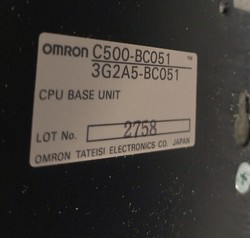 OMRON C500-BC051
3G2A5-BC051
CPU BASE UNIT
LOT No. 2758
OMRON TATEISI ELECTRONICS CO. JAPAN